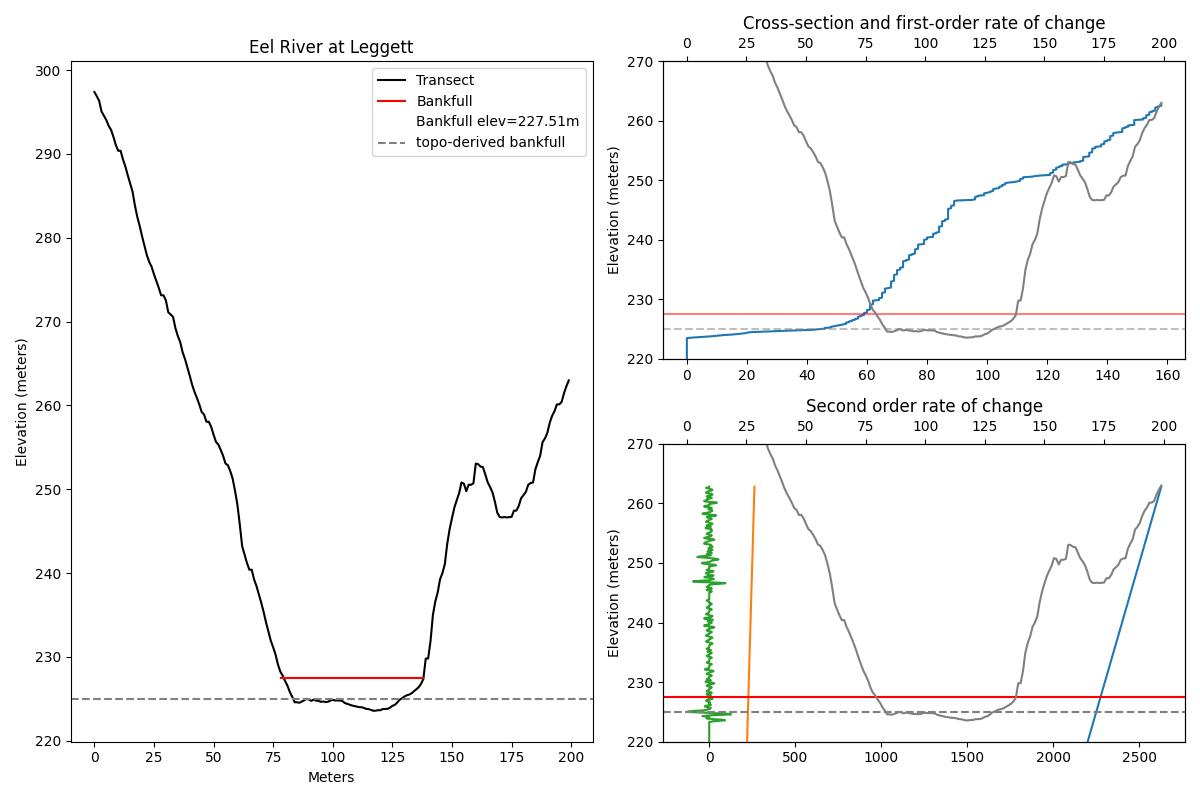 Eel River at Leggett
Transect
Bankfull
Bankfull elev=227.51m
topo-derived bankfull
300
290
280
270
260
250
240
230
220
Elevation (meters)
0 25 50 75 100 125 150 175 200
Meters
Cross-section and first-order rate of change
0 25 50 75 100 125 150 175 200
270
260
250
240
230
220
Elevation (meters)
0 20 40 60 80 100 120 140 160
Second order rate of change
0 25 50 75 100 125 150 175 200
270
260
250
240
230
220
Elevation (meters)
0 500 1000 1500 2000 2500